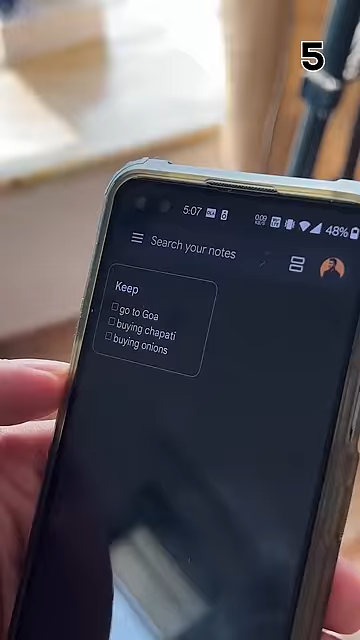 5
5:07
48%
Search your notes
Keep
go to Goa
buying chapati
buying onions